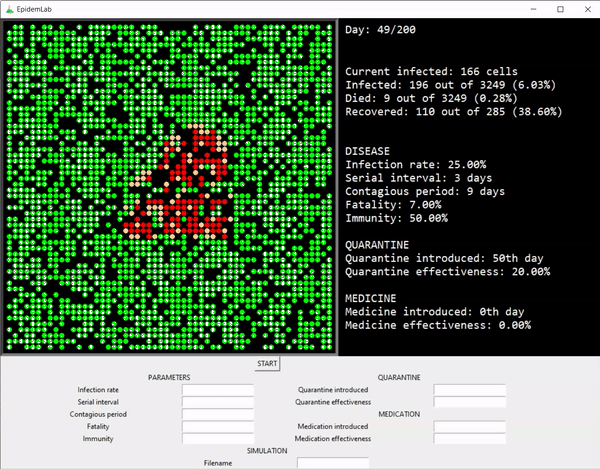 EpidemLab
Day: 49/200
Current infected: 166 cells
Infected: 196 out of 3249 (6.03%)
Died: 9 out of 3249 (0.28%)
Recovered: 110 out of 285 (38.60%)
DISEASE
Infection rate: 25.00%
Serial interval: 3 days
Contagious period: 9 days
Fatality: 7.00%
Immunity: 50.00%
QUARANTINE
Quarantine introduced: 50th day
Quarantine effectiveness: 20.00%
MEDICINE
Medicine introduced: 0th day
Medicine effectiveness: 0.00%
START
PARAMETERS
Infection rate
Serial interval
Contagious period
Fatality
Immunity
QUARANTINE
Quarantine introduced
Quarantine effectiveness
MEDICATION
Medication introduced
Medication effectiveness
SIMULATION
Filename